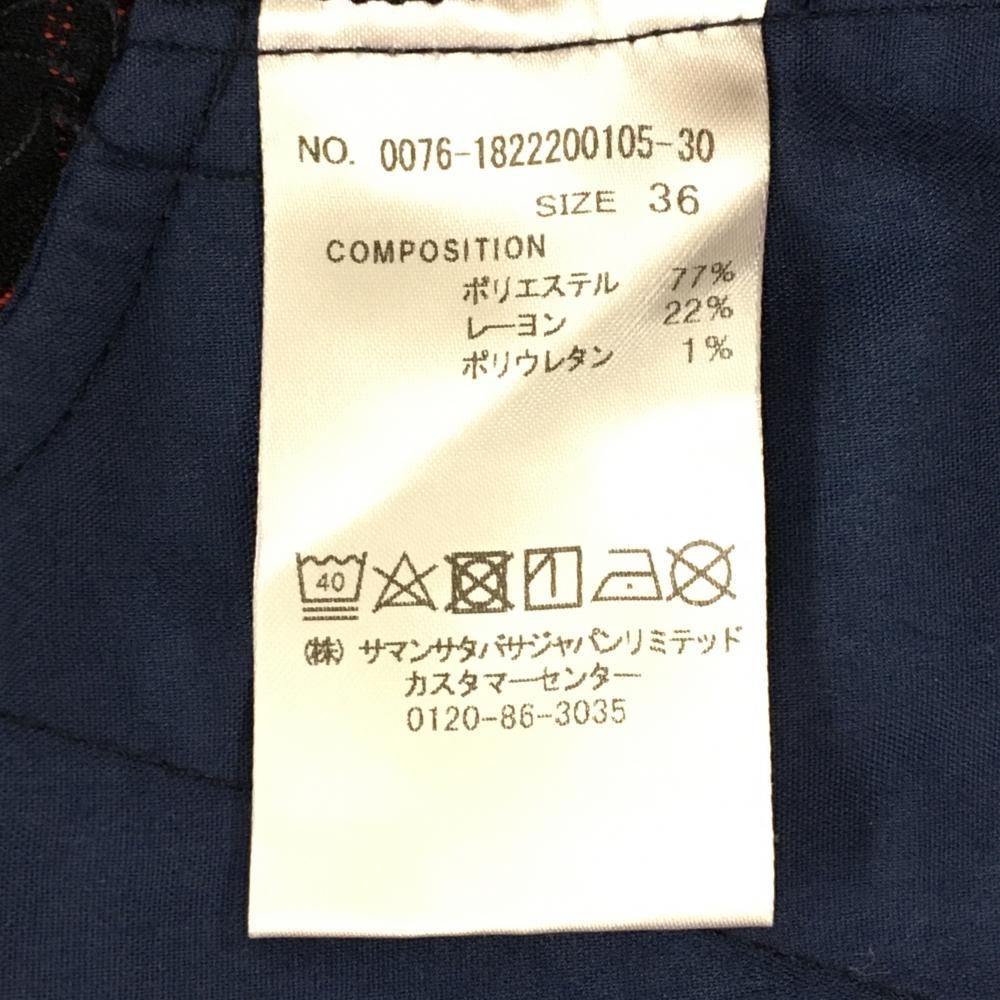 NO. 0076-1822200105-30
SIZE 36
COMPOSITION
ポリエステル 77%
レーヨン 22%
ポリウレタン 1%
40
(株) サマンサタバサジャパンリミテッド
カスタマーセンター
0120-86-3035